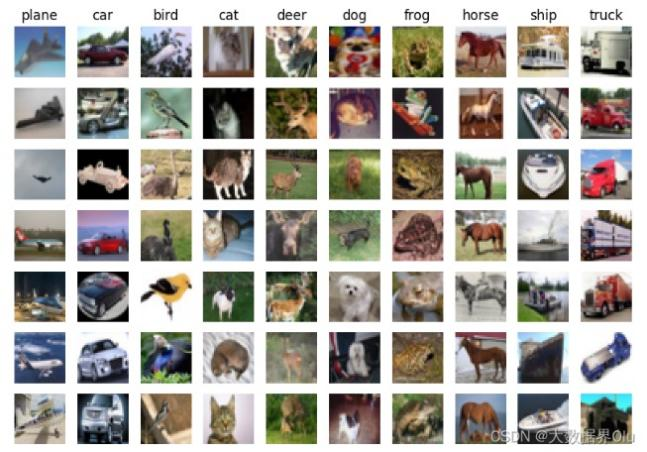 plane car bird cat deer dog frog horse ship truck
CSDN @大数据界Olu